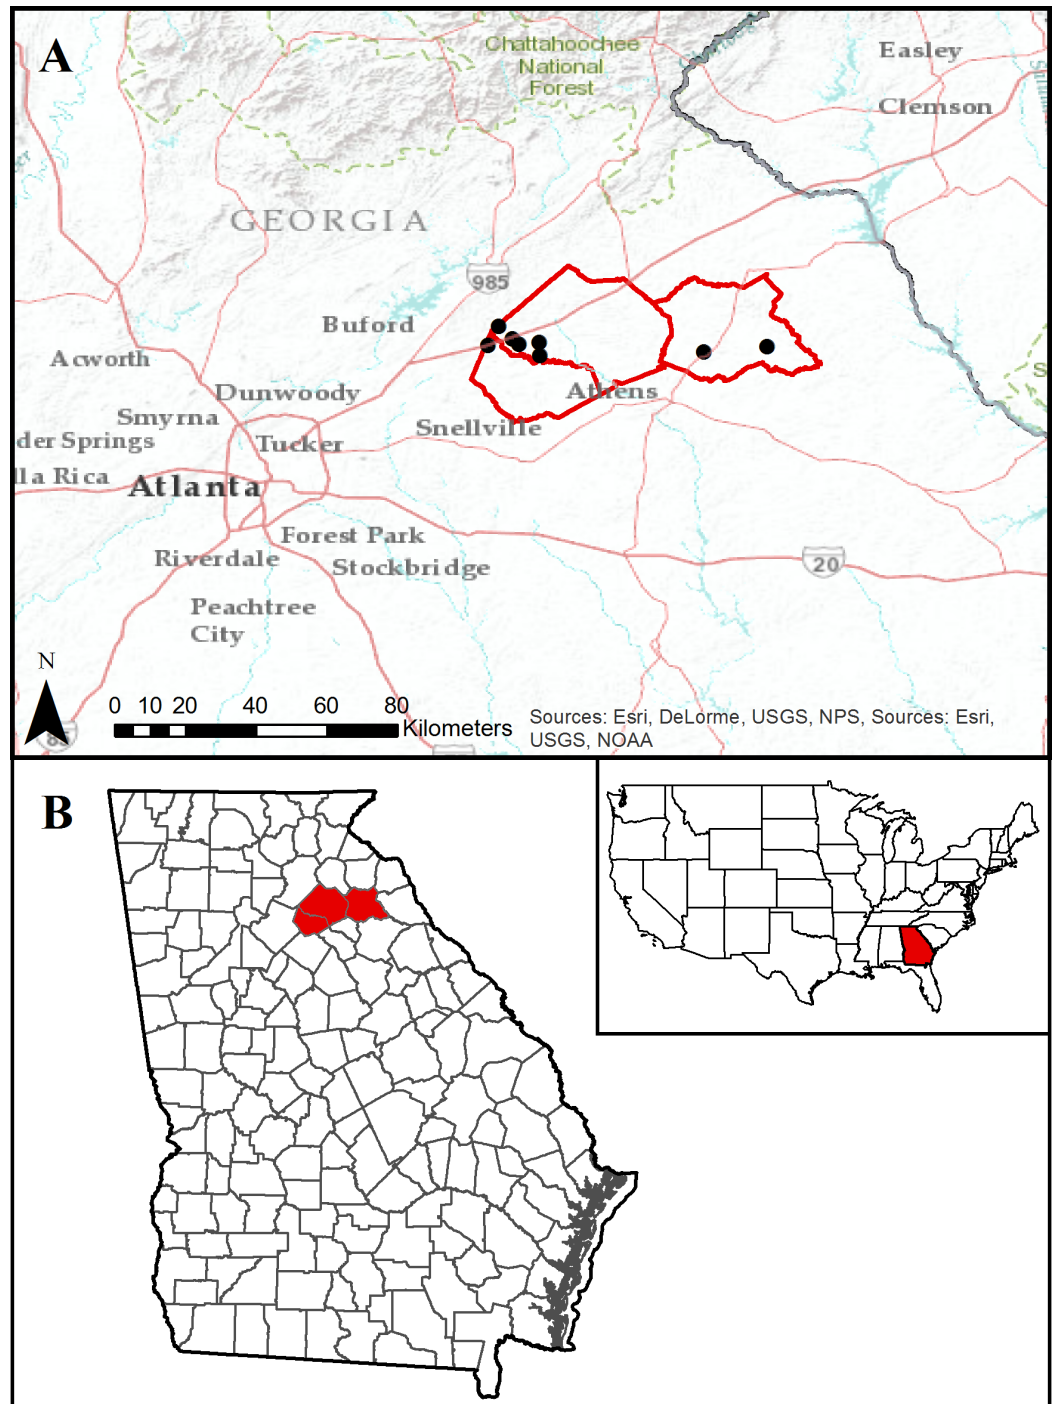 A
Chattahoochee
National
Forest
Easley
Clemson
GEORGIA
985
Buford
Acworth
Dunwoody
Athens
Smyrna
Snellville
der Springs
Tucker
lla Rica
Atlanta
Forest Park
Riverdale
Stockbridge
20
Peachtree
City
N
0 10 20 40 60 80
Kilometers
Sources: Esri, DeLorme, USGS, NPS, Sources: Esri,
USGS, NOAA
B